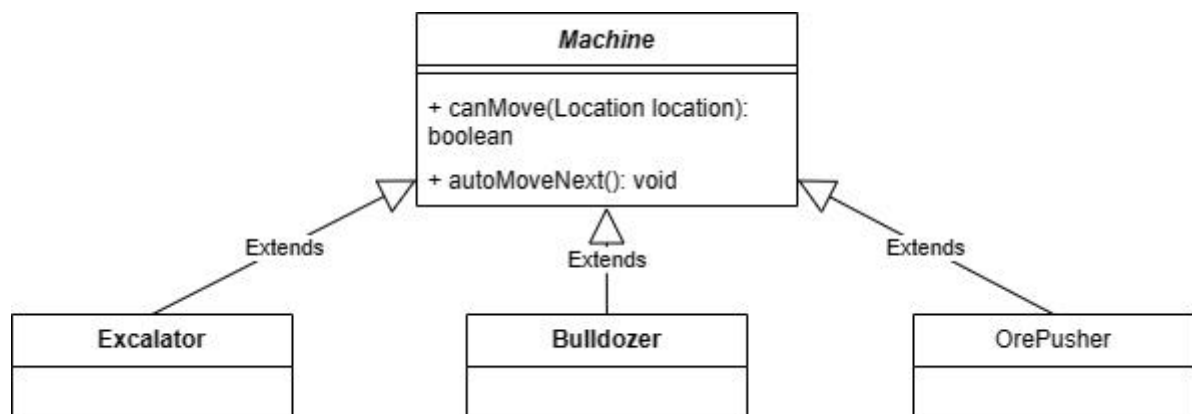 Machine
+ canMove(Location location):
boolean
+ autoMoveNext(): void
Extends
Extends
Extends
Excalator
Bulldozer
OrePusher